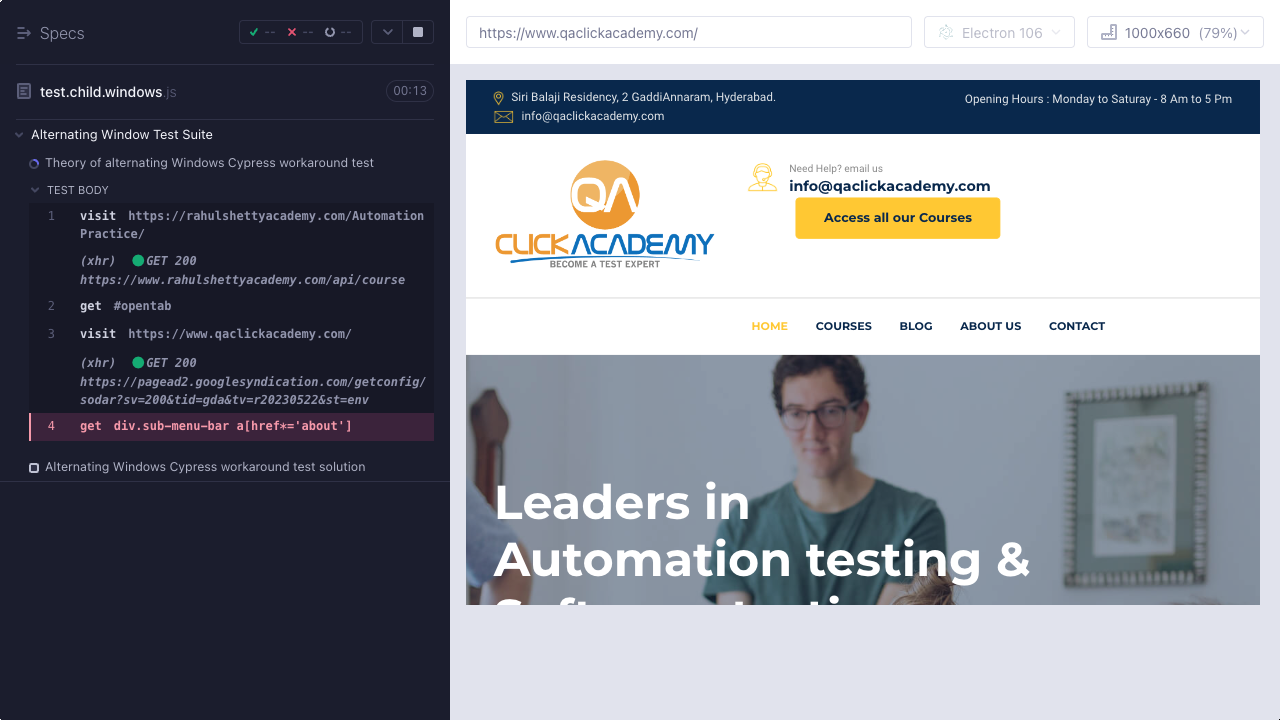 Specs
--
--
--
https://www.qaclickacademy.com/
Electron 106
1000x660 (79%)
test.child.windows.js
00:13
Alternating Window Test Suite
Theory of alternating Windows Cypress workaround test
TEST BODY
1 visit https://rahulshettyacademy.com/Automation
Practice/
(xhr) GET 200
https://www.rahulshettyacademy.com/api/course
2 get #opentab
3 visit https://www.qaclickacademy.com/
(xhr) GET 200
https://pagead2.googlesyndication.com/getconfig/
sodar?sv=200&tid=gda&tv=r20230522&st=env
4 get div.sub-menu-bar a[href*='about']
Alternating Windows Cypress workaround test solution
Siri Balaji Residency, 2 GaddiAnnaram, Hyderabad.
info@qaclickacademy.com
Opening Hours : Monday to Saturay - 8 Am to 5 Pm
QA
CLICKACADEMY
BECOME A TEST EXPERT
Need Help? email us
info@qaclickacademy.com
Access all our Courses
HOME COURSES BLOG ABOUT US CONTACT
Leaders in
Automation testing &